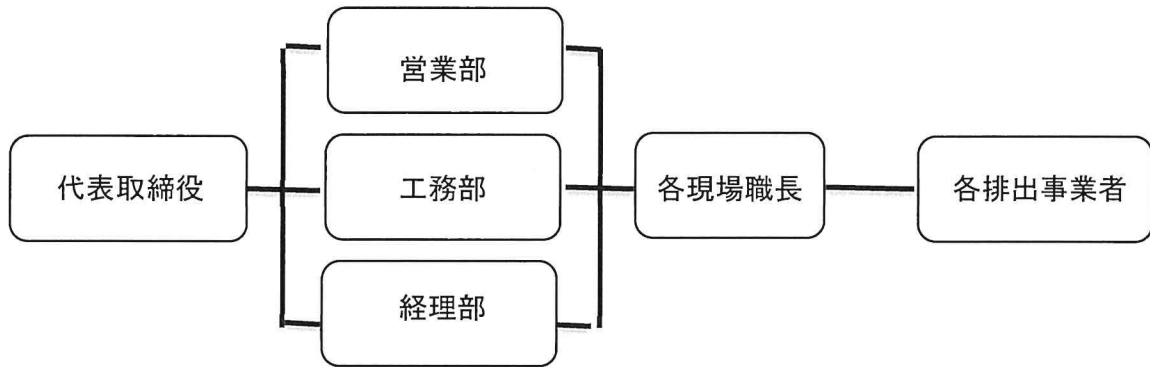 営業部
代表取締役
工務部
各現場職長
各排出事業者
経理部